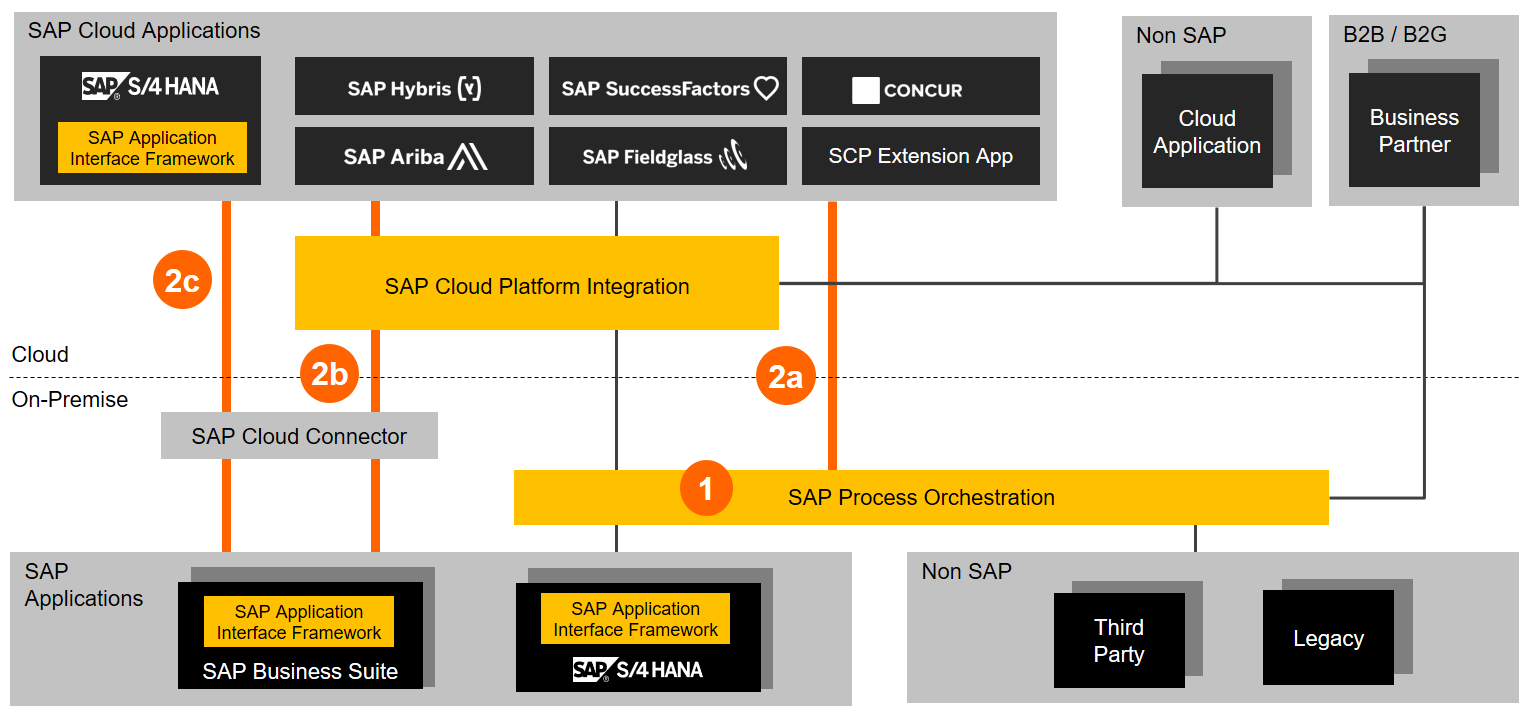 SAP Cloud Applications
Non SAP
B2B / B2G
SAP® S/4HANA
SAP Application
Interface Framework
SAP Hybris
SAP SuccessFactors
CONCUR
SAP Ariba
SAP Fieldglass
SCP Extension App
Cloud
Application
Business
Partner
2c
SAP Cloud Platform Integration
Cloud
2b
2a
On-Premise
SAP Cloud Connector
1
SAP Process Orchestration
SAP
Applications
SAP Application
Interface Framework
SAP Business Suite
SAP Application
Interface Framework
SAP® S/4HANA
Non SAP
Third
Party
Legacy